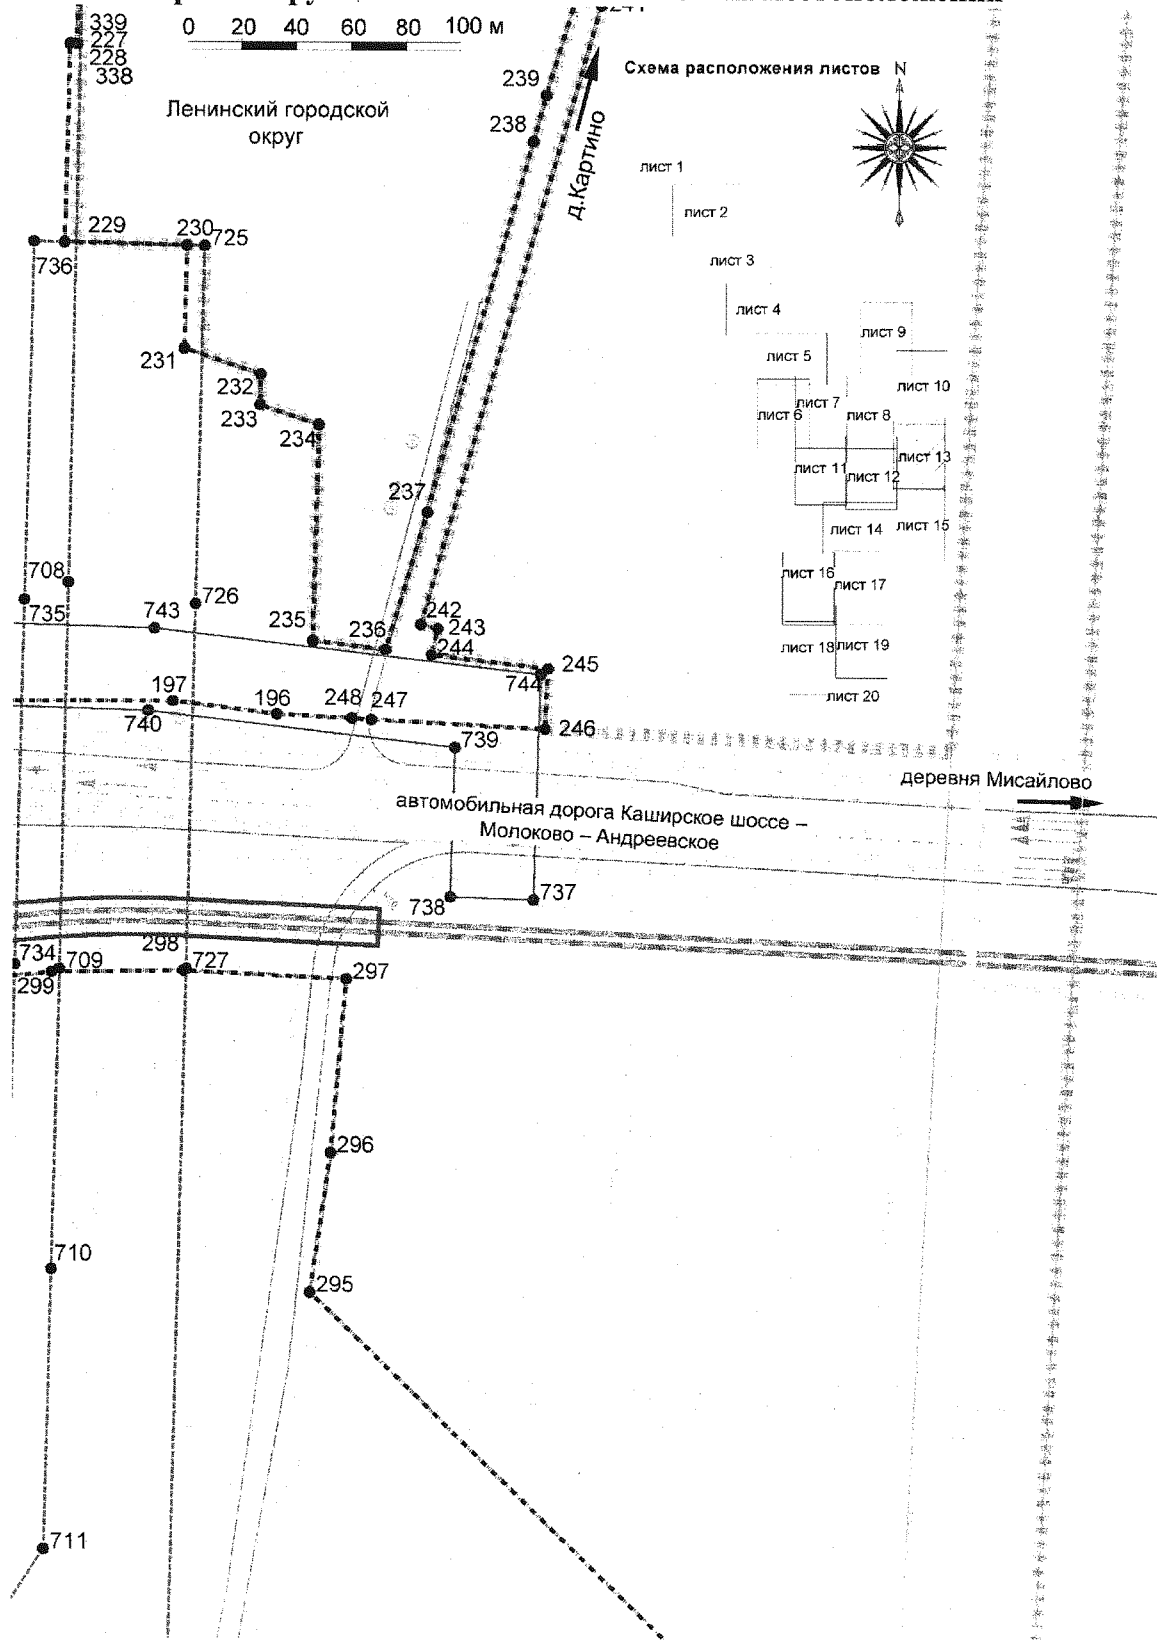 339
227
228
338
0 20 40 60 80 100 м
Ленинский городской
округ
239
238
д.Картино
Схема расположения листов N
лист 1
лист 2
лист 3
лист 4
лист 5
лист 9
лист 10
лист 7
лист 6
лист 8
лист 13
лист 11
лист 12
лист 14
лист 15
лист 16
лист 17
лист 18
лист 19
лист 20
229
230
725
736
231
232
233
234
237
708
735
726
743
235
236
242
243
244
245
744
197
196
248
247
246
740
739
деревня Мисайлово
автомобильная дорога Каширское шоссе –
Молоково – Андреевское
738
737
734
709
298
727
299
297
296
710
295
711